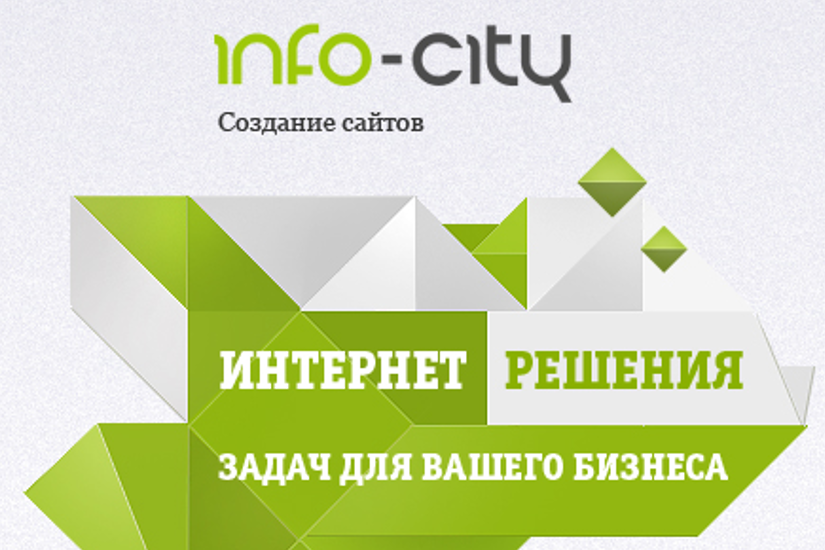 info-city
Создание сайтов
ИНТЕРНЕТ РЕШЕНИЯ
ЗАДАЧ ДЛЯ ВАШЕГО БИЗНЕСА